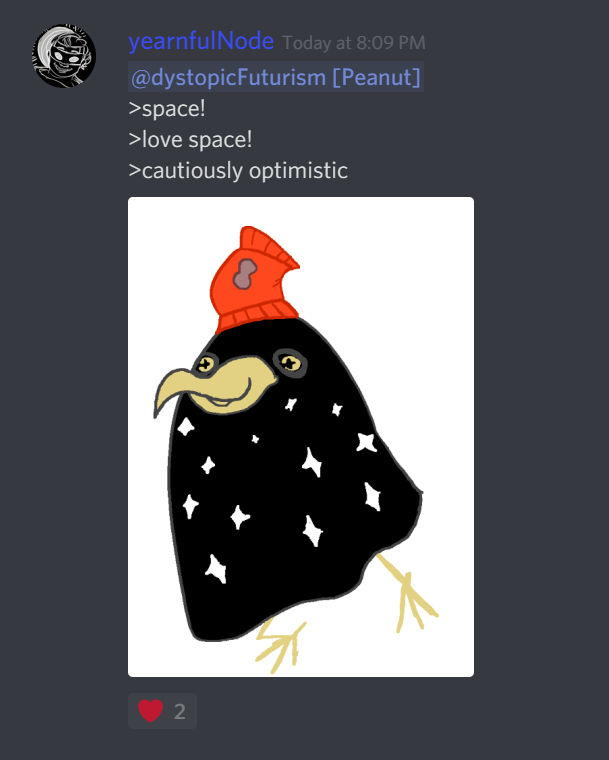 yearnfulNode Today at 8:09 PM
@dystopicFuturism [Peanut]
>space!
>love space!
>cautiously optimistic
2